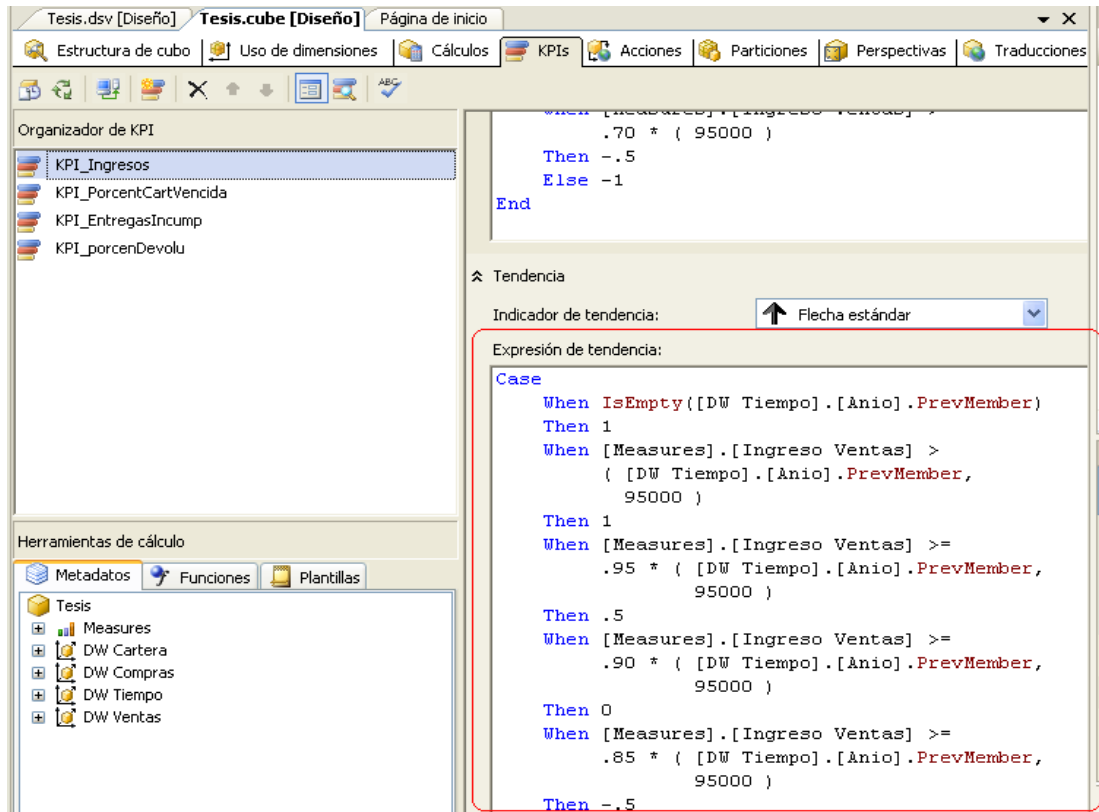 Tesis.dsv [Diseño] Tesis.cube [Diseño] Página de inicio
Estructura de cubo Uso de dimensiones Cálculos KPIs Acciones Particiones Perspectivas Traducciones
ABC
Organizador de KPI
KPI_Ingresos
KPI_PorcentCartVencida
KPI_EntregasIncump
KPI_porcenDevolu
.70 * ( 95000 )
Then -.5
Else -1
End
Tendencia
Indicador de tendencia: Flecha estándar
Expresión de tendencia:
Case
When IsEmpty([DW Tiempo].[Anio].PrevMember)
Then 1
When [Measures].[Ingreso Ventas] >
( [DW Tiempo].[Anio].PrevMember,
95000 )
Then 1
When [Measures].[Ingreso Ventas] >=
.95 * ( [DW Tiempo].[Anio].PrevMember,
95000 )
Then .5
When [Measures].[Ingreso Ventas] >=
.90 * ( [DW Tiempo].[Anio].PrevMember,
95000 )
Then 0
When [Measures].[Ingreso Ventas] >=
.85 * ( [DW Tiempo].[Anio].PrevMember,
95000 )
Then -.5
Herramientas de cálculo
Metadatos Funciones Plantillas
Tesis
Measures
DW Cartera
DW Compras
DW Tiempo
DW Ventas